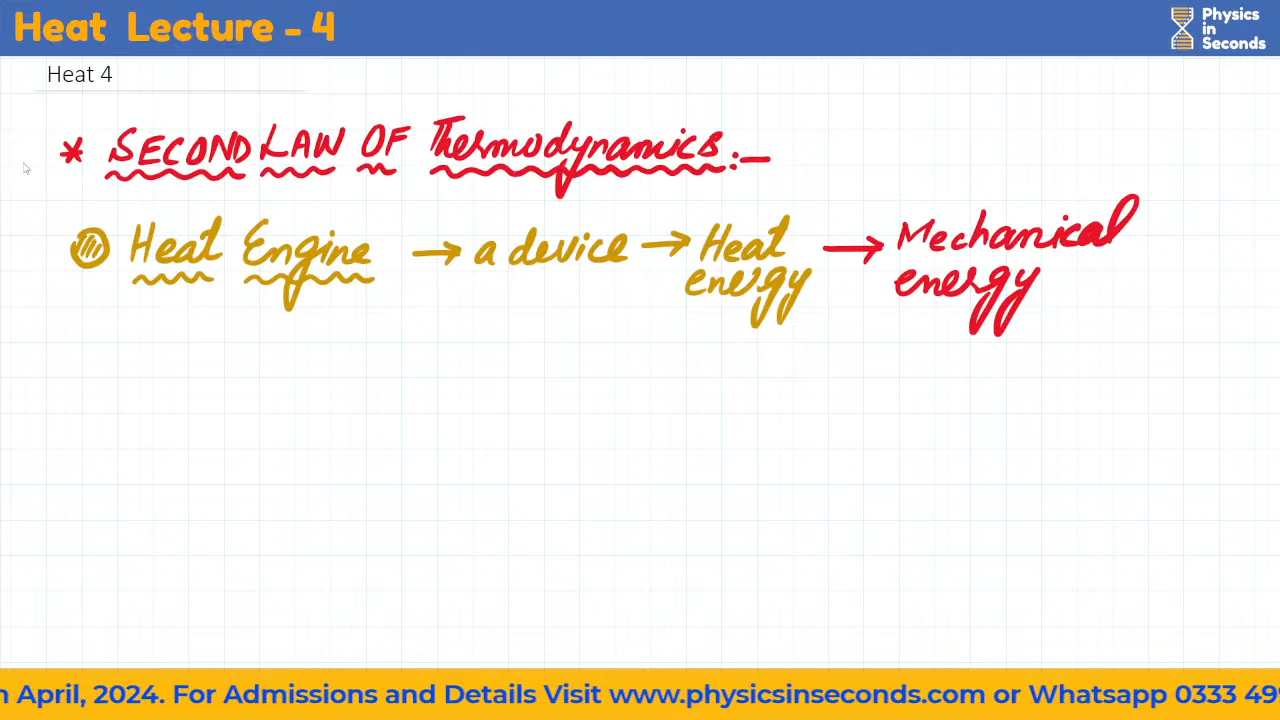 Heat Lecture - 4
Physics
in
Seconds
Heat 4
* SECOND LAW OF Thermodynamics:-
Heat Engine → a device → Heat energy → Mechanical energy
April, 2024. For Admissions and Details Visit www.physicsinseconds.com or Whatsapp 0333